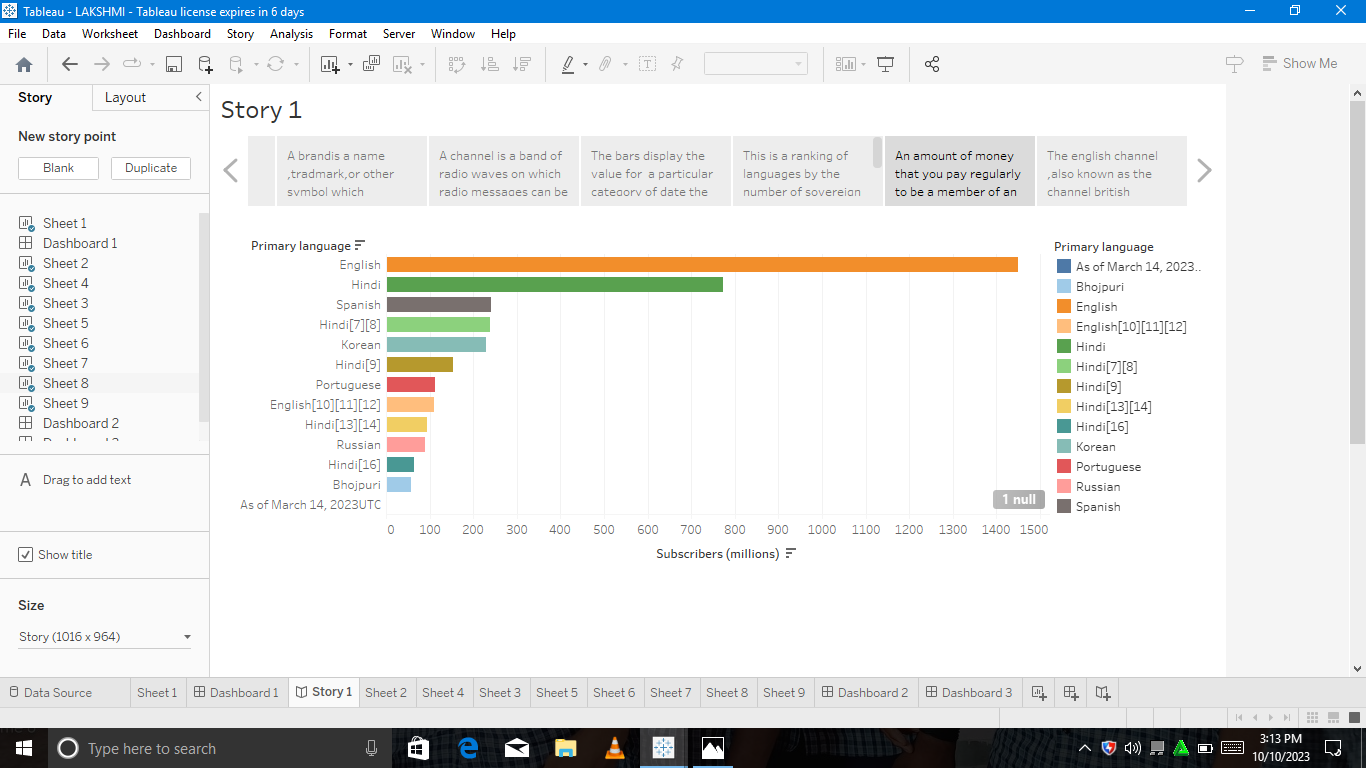 Tableau - LAKSHMI - Tableau license expires in 6 days
File Data Worksheet Dashboard Story Analysis Format Server Window Help
Show Me
Story Layout
New story point
Blank Duplicate
Sheet 1
Dashboard 1
Sheet 2
Sheet 4
Sheet 3
Sheet 5
Sheet 6
Sheet 7
Sheet 8
Sheet 9
Dashboard 2
A Drag to add text
Show title
Size
Story (1016 x 964)
Story 1
A brandis a name
,tradmark,or other
symbol which
A channel is a band of
radio waves on which
radio messages can be
The bars display the
value for a particular
category of date the
This is a ranking of
languages by the
number of sovereign
An amount of money
that you pay regularly
to be a member of an
The english channel
,also known as the
channel british
Primary language
English
Hindi
Spanish
Hindi[7][8]
Korean
Hindi[9]
Portuguese
English[10][11][12]
Hindi[13][14]
Russian
Hindi[16]
Bhojpuri
As of March 14, 2023UTC
1 null
0 100 200 300 400 500 600 700 800 900 1000 1100 1200 1300 1400 1500
Subscribers (millions)
Primary language
As of March 14, 2023..
Bhojpuri
English
English[10][11][12]
Hindi
Hindi[7][8]
Hindi[9]
Hindi[13][14]
Hindi[16]
Korean
Portuguese
Russian
Spanish
Data Source Sheet 1 Dashboard 1 Story 1 Sheet 2 Sheet 4 Sheet 3 Sheet 5 Sheet 6 Sheet 7 Sheet 8 Sheet 9 Dashboard 2 Dashboard 3
Type here to search
3:13 PM
10/10/2023